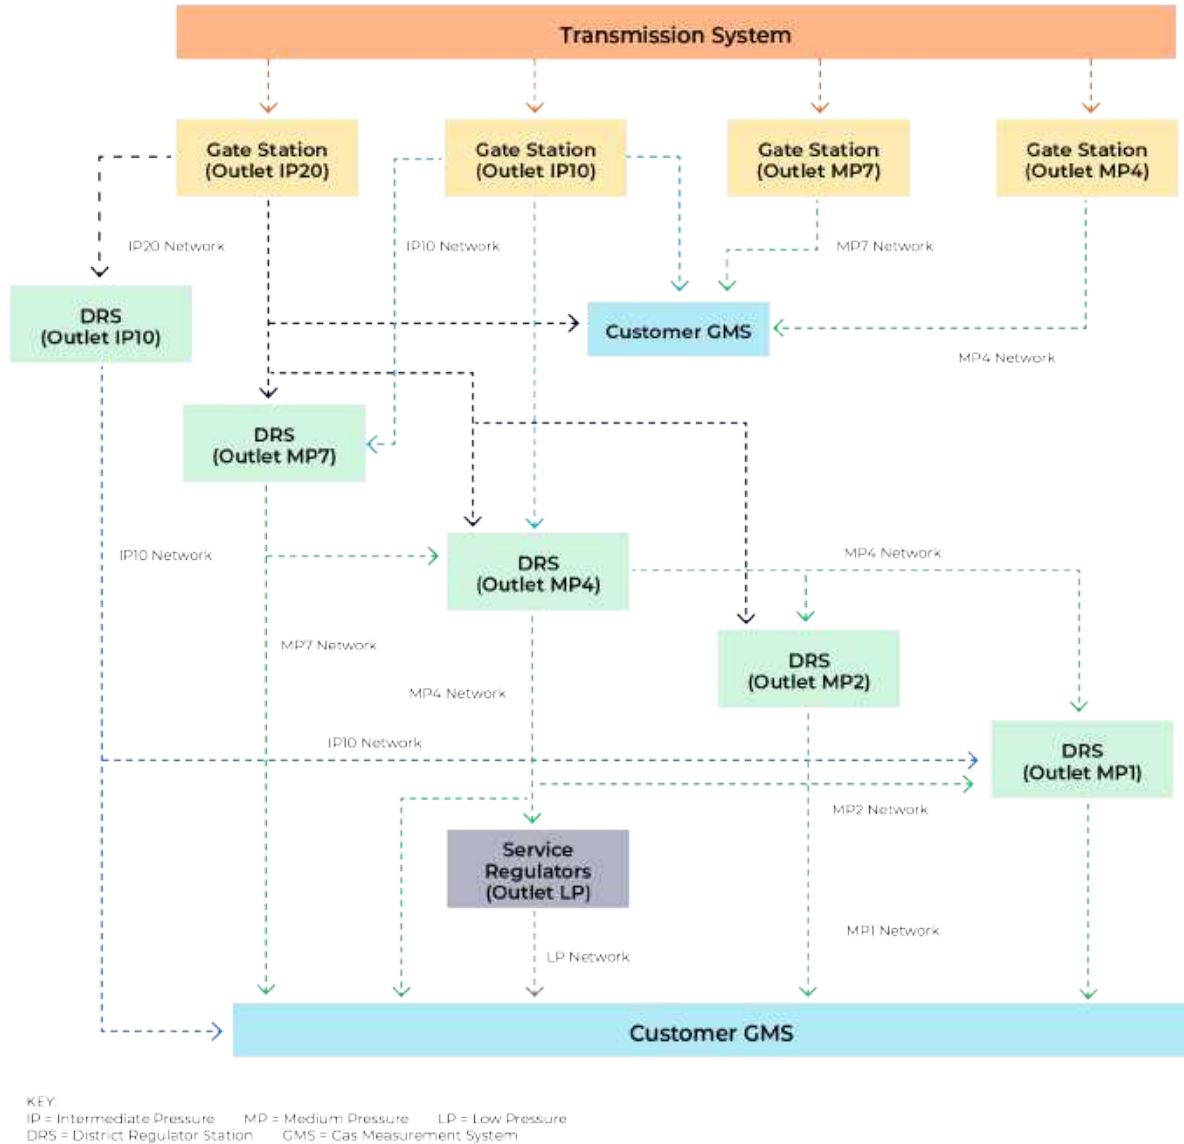 Transmission System
Gate Station
(Outlet IP20)
Gate Station
(Outlet IP10)
Gate Station
(Outlet MP7)
Gate Station
(Outlet MP4)
IP20 Network
IP10 Network
MP7 Network
DRS
(Outlet IP10)
Customer GMS
MP4 Network
DRS
(Outlet MP7)
IP10 Network
DRS
(Outlet MP4)
MP4 Network
MP7 Network
DRS
(Outlet MP2)
MP4 Network
IP10 Network
DRS
(Outlet MP1)
MP2 Network
Service
Regulators
(Outlet LP)
MP1 Network
LP Network
Customer GMS
KEY:
IP = Intermediate Pressure MP = Medium Pressure LP = Low Pressure
DRS = District Regulator Station GMS = Gas Measurement System